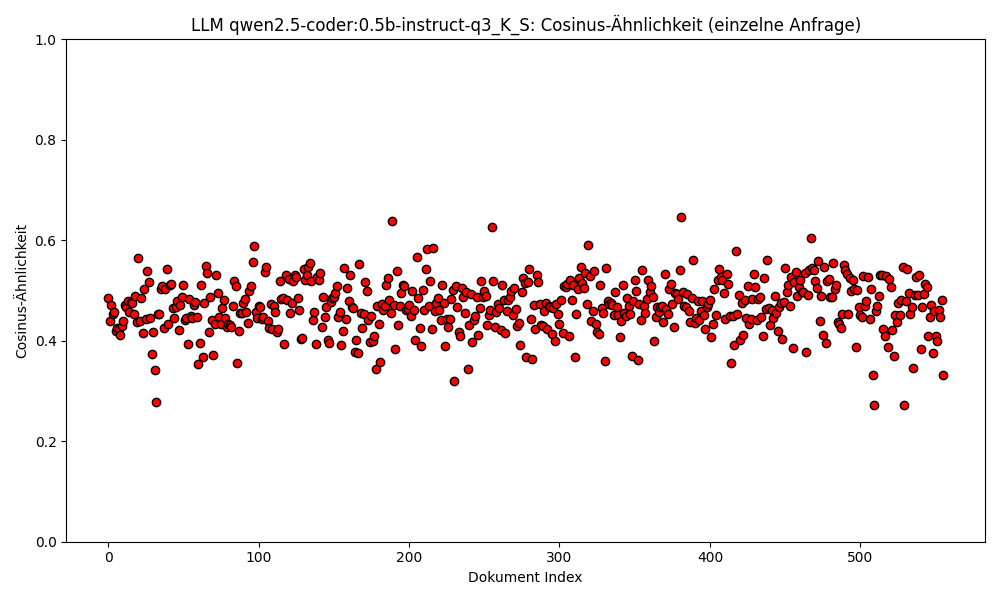 LLM qwen2.5-coder:0.5b-instruct-q3_K_S: Cosinus-Ähnlichkeit (einzelne Anfrage)
1.0
0.8
0.6
0.4
0.2
0.0
Cosinus-Ähnlichkeit
0 100 200 300 400 500
Dokument Index